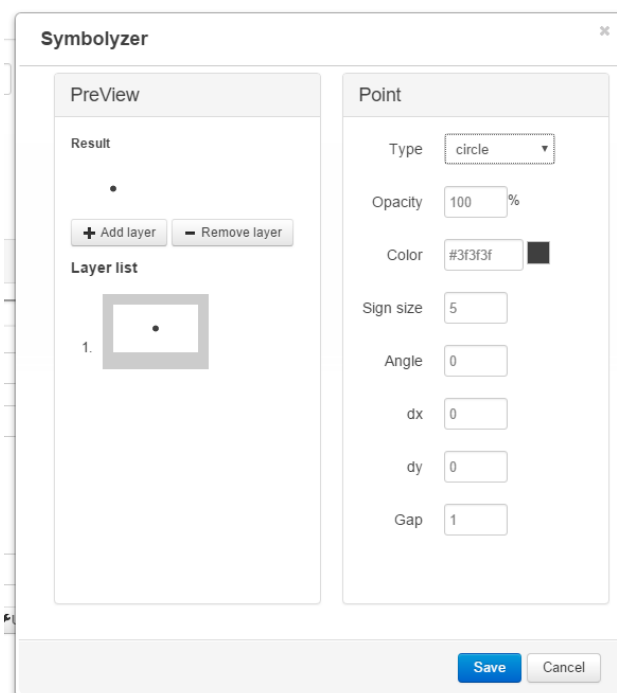 Symbolyzer
×
PreView
Result
Add layer
Remove layer
Layer list
1.
Point
Type circle
Opacity 100 %
Color #3f3f3f
Sign size 5
Angle 0
dx 0
dy 0
Gap 1
Save Cancel